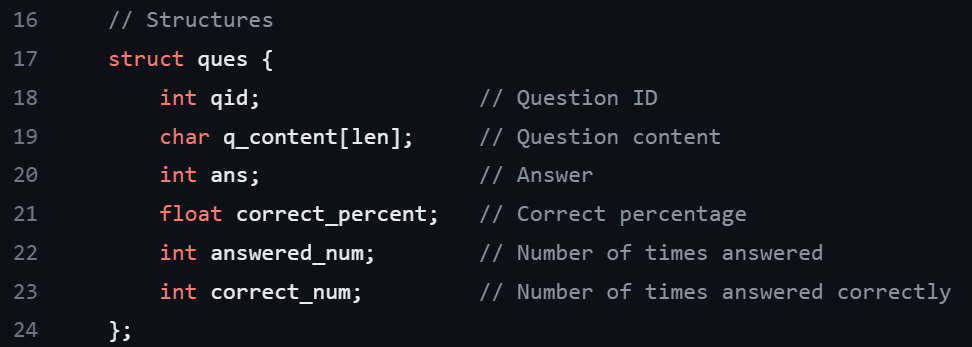 16 // Structures
17 struct ques {
18 int qid; // Question ID
19 char q_content[len]; // Question content
20 int ans; // Answer
21 float correct_percent; // Correct percentage
22 int answered_num; // Number of times answered
23 int correct_num; // Number of times answered correctly
24 };